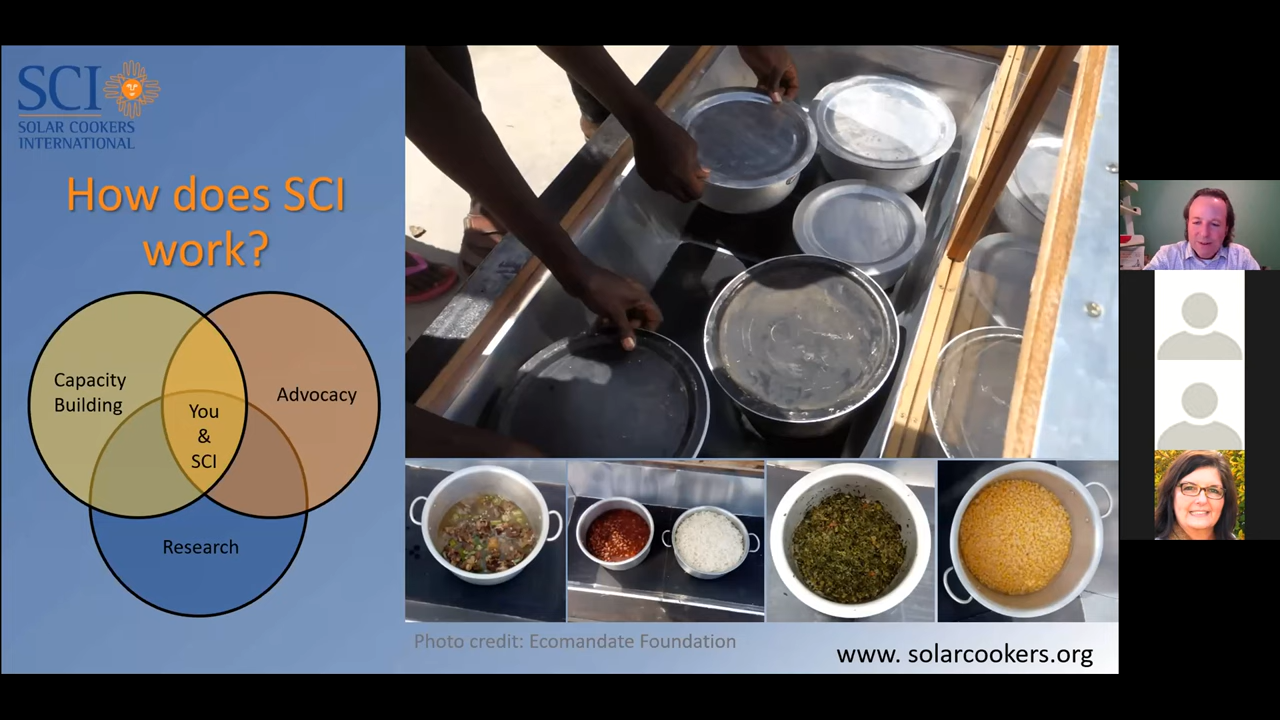 SCI
SOLAR COOKERS
INTERNATIONAL
How does SCI
work?
Capacity
Building
Advocacy
You
&
SCI
Research
Photo credit: Ecomandate Foundation
www. solarcookers.org